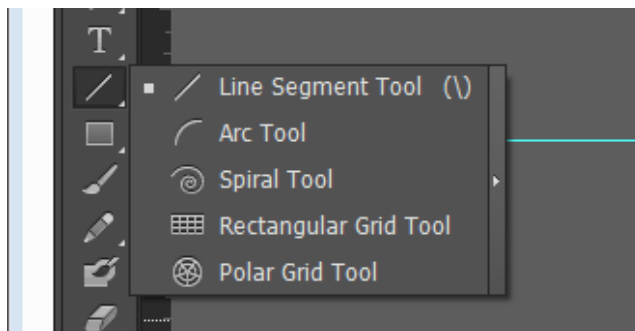 T
Line Segment Tool (\)
Arc Tool
Spiral Tool
Rectangular Grid Tool
Polar Grid Tool